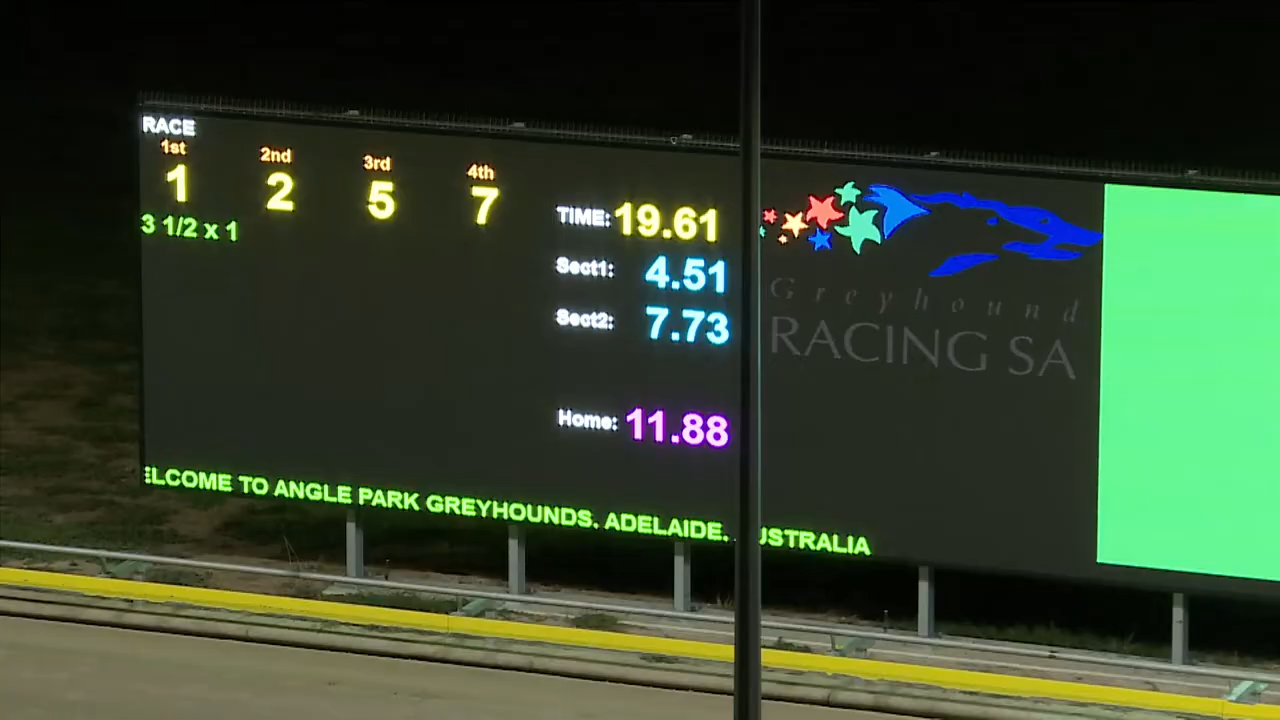 RACE
1st 2nd 3rd 4th
1 2 5 7
3 1/2 x 1
TIME: 19.61
Sect1: 4.51
Sect2: 7.73
Home: 11.88
Greyhound
RACING SA
ELCOME TO ANGLE PARK GREYHOUNDS. ADELAIDE. USTRALIA